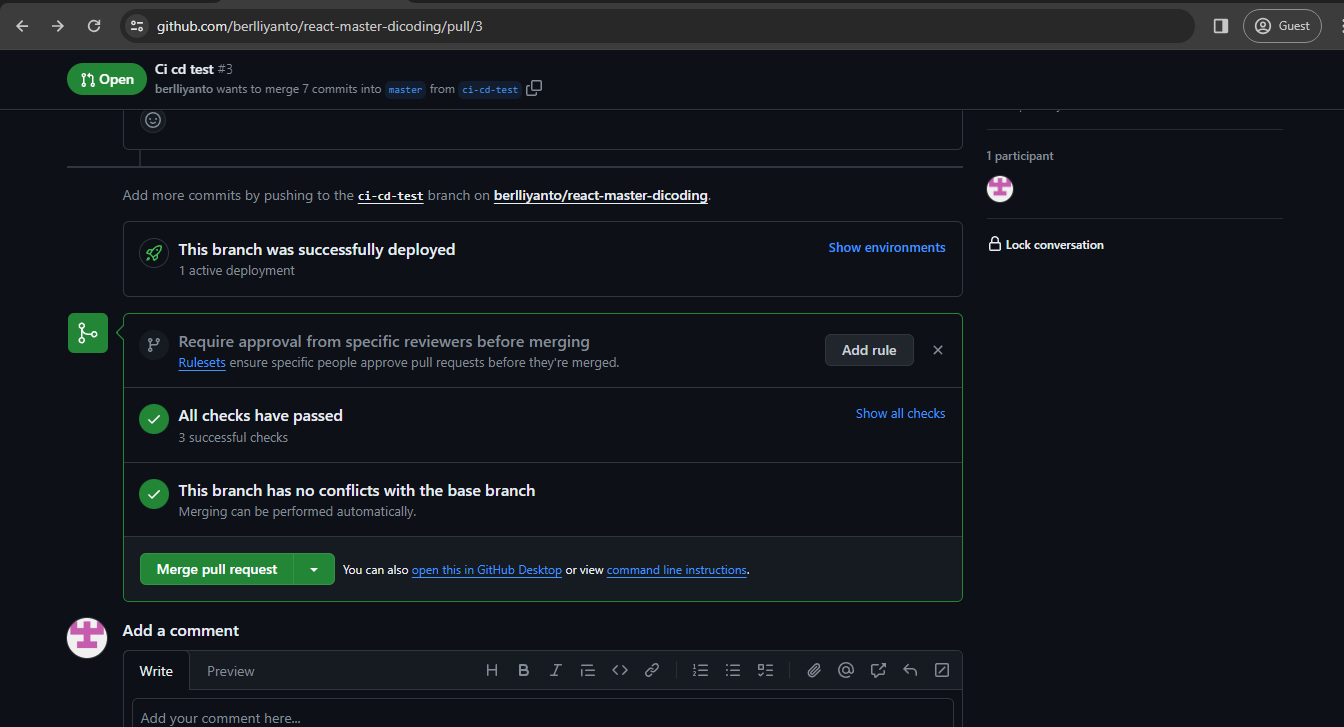 github.com/berlliyanto/react-master-dicoding/pull/3
Guest
Open
Ci cd test #3
berlliyanto wants to merge 7 commits into master from ci-cd-test
1 participant
Add more commits by pushing to the ci-cd-test branch on berlliyanto/react-master-dicoding.
This branch was successfully deployed
Show environments
1 active deployment
Lock conversation
Require approval from specific reviewers before merging
Rulesets ensure specific people approve pull requests before they're merged.
Add rule
All checks have passed
Show all checks
3 successful checks
This branch has no conflicts with the base branch
Merging can be performed automatically.
Merge pull request
You can also open this in GitHub Desktop or view command line instructions.
Add a comment
Write
Preview
Add your comment here...